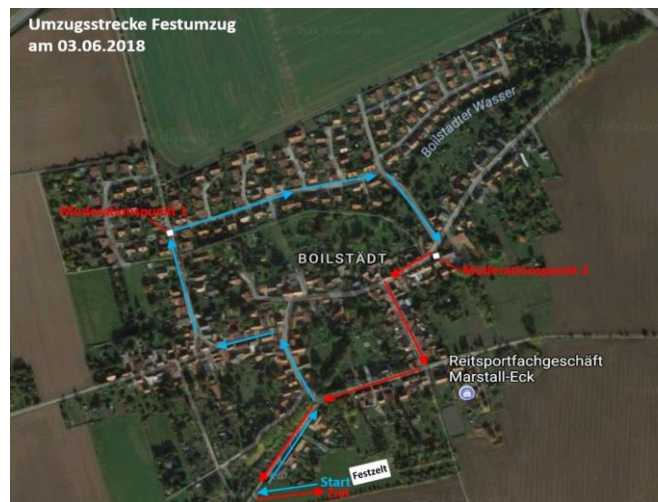 Umzugsstrecke Festumzug
am 03.06.2018
Boilstädter Wasser
Moderationspunkt 1
BOILSTÄDT
Moderationspunkt 2
Reitsportfachgeschäft
Marstall-Eck
Festzelt
Start
Ziel